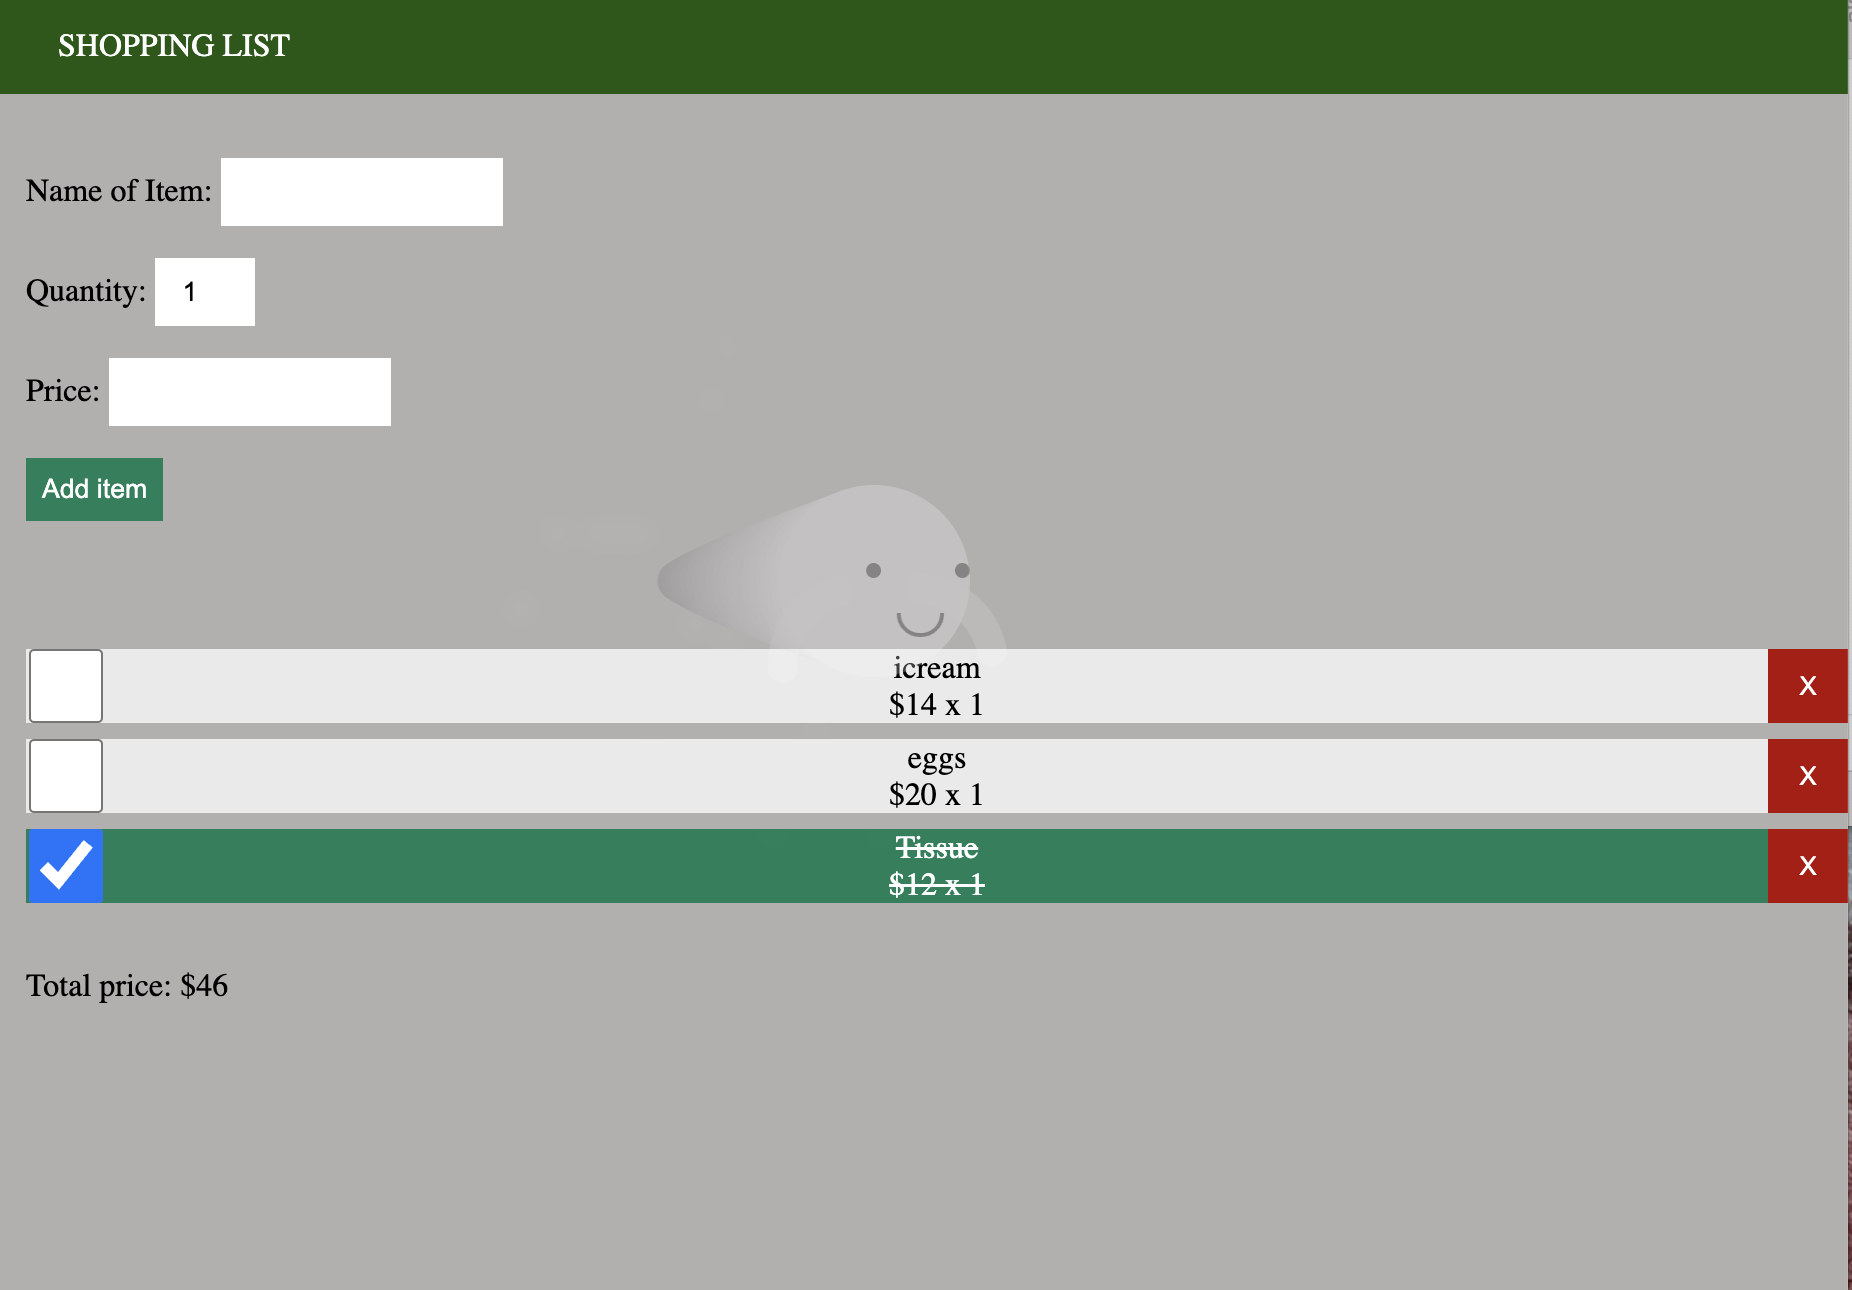 SHOPPING LIST
Name of Item:
Quantity: 1
Price:
Add item
icream
$14 x 1
X
eggs
$20 x 1
X
Tissue
$12 x 1
X
Total price: $46